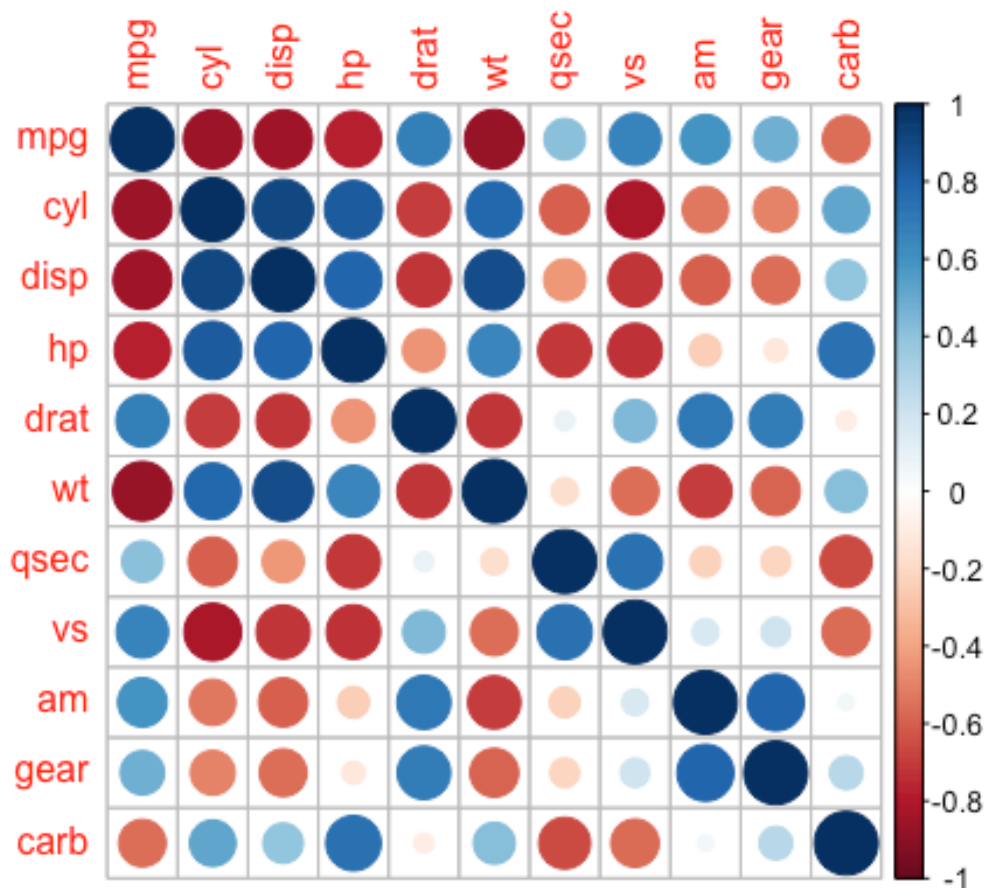 mpg cyl disp hp drat wt qsec vs am gear carb
mpg
cyl
disp
hp
drat
wt
qsec
vs
am
gear
carb
1
0.8
0.6
0.4
0.2
0
-0.2
-0.4
-0.6
-0.8
-1